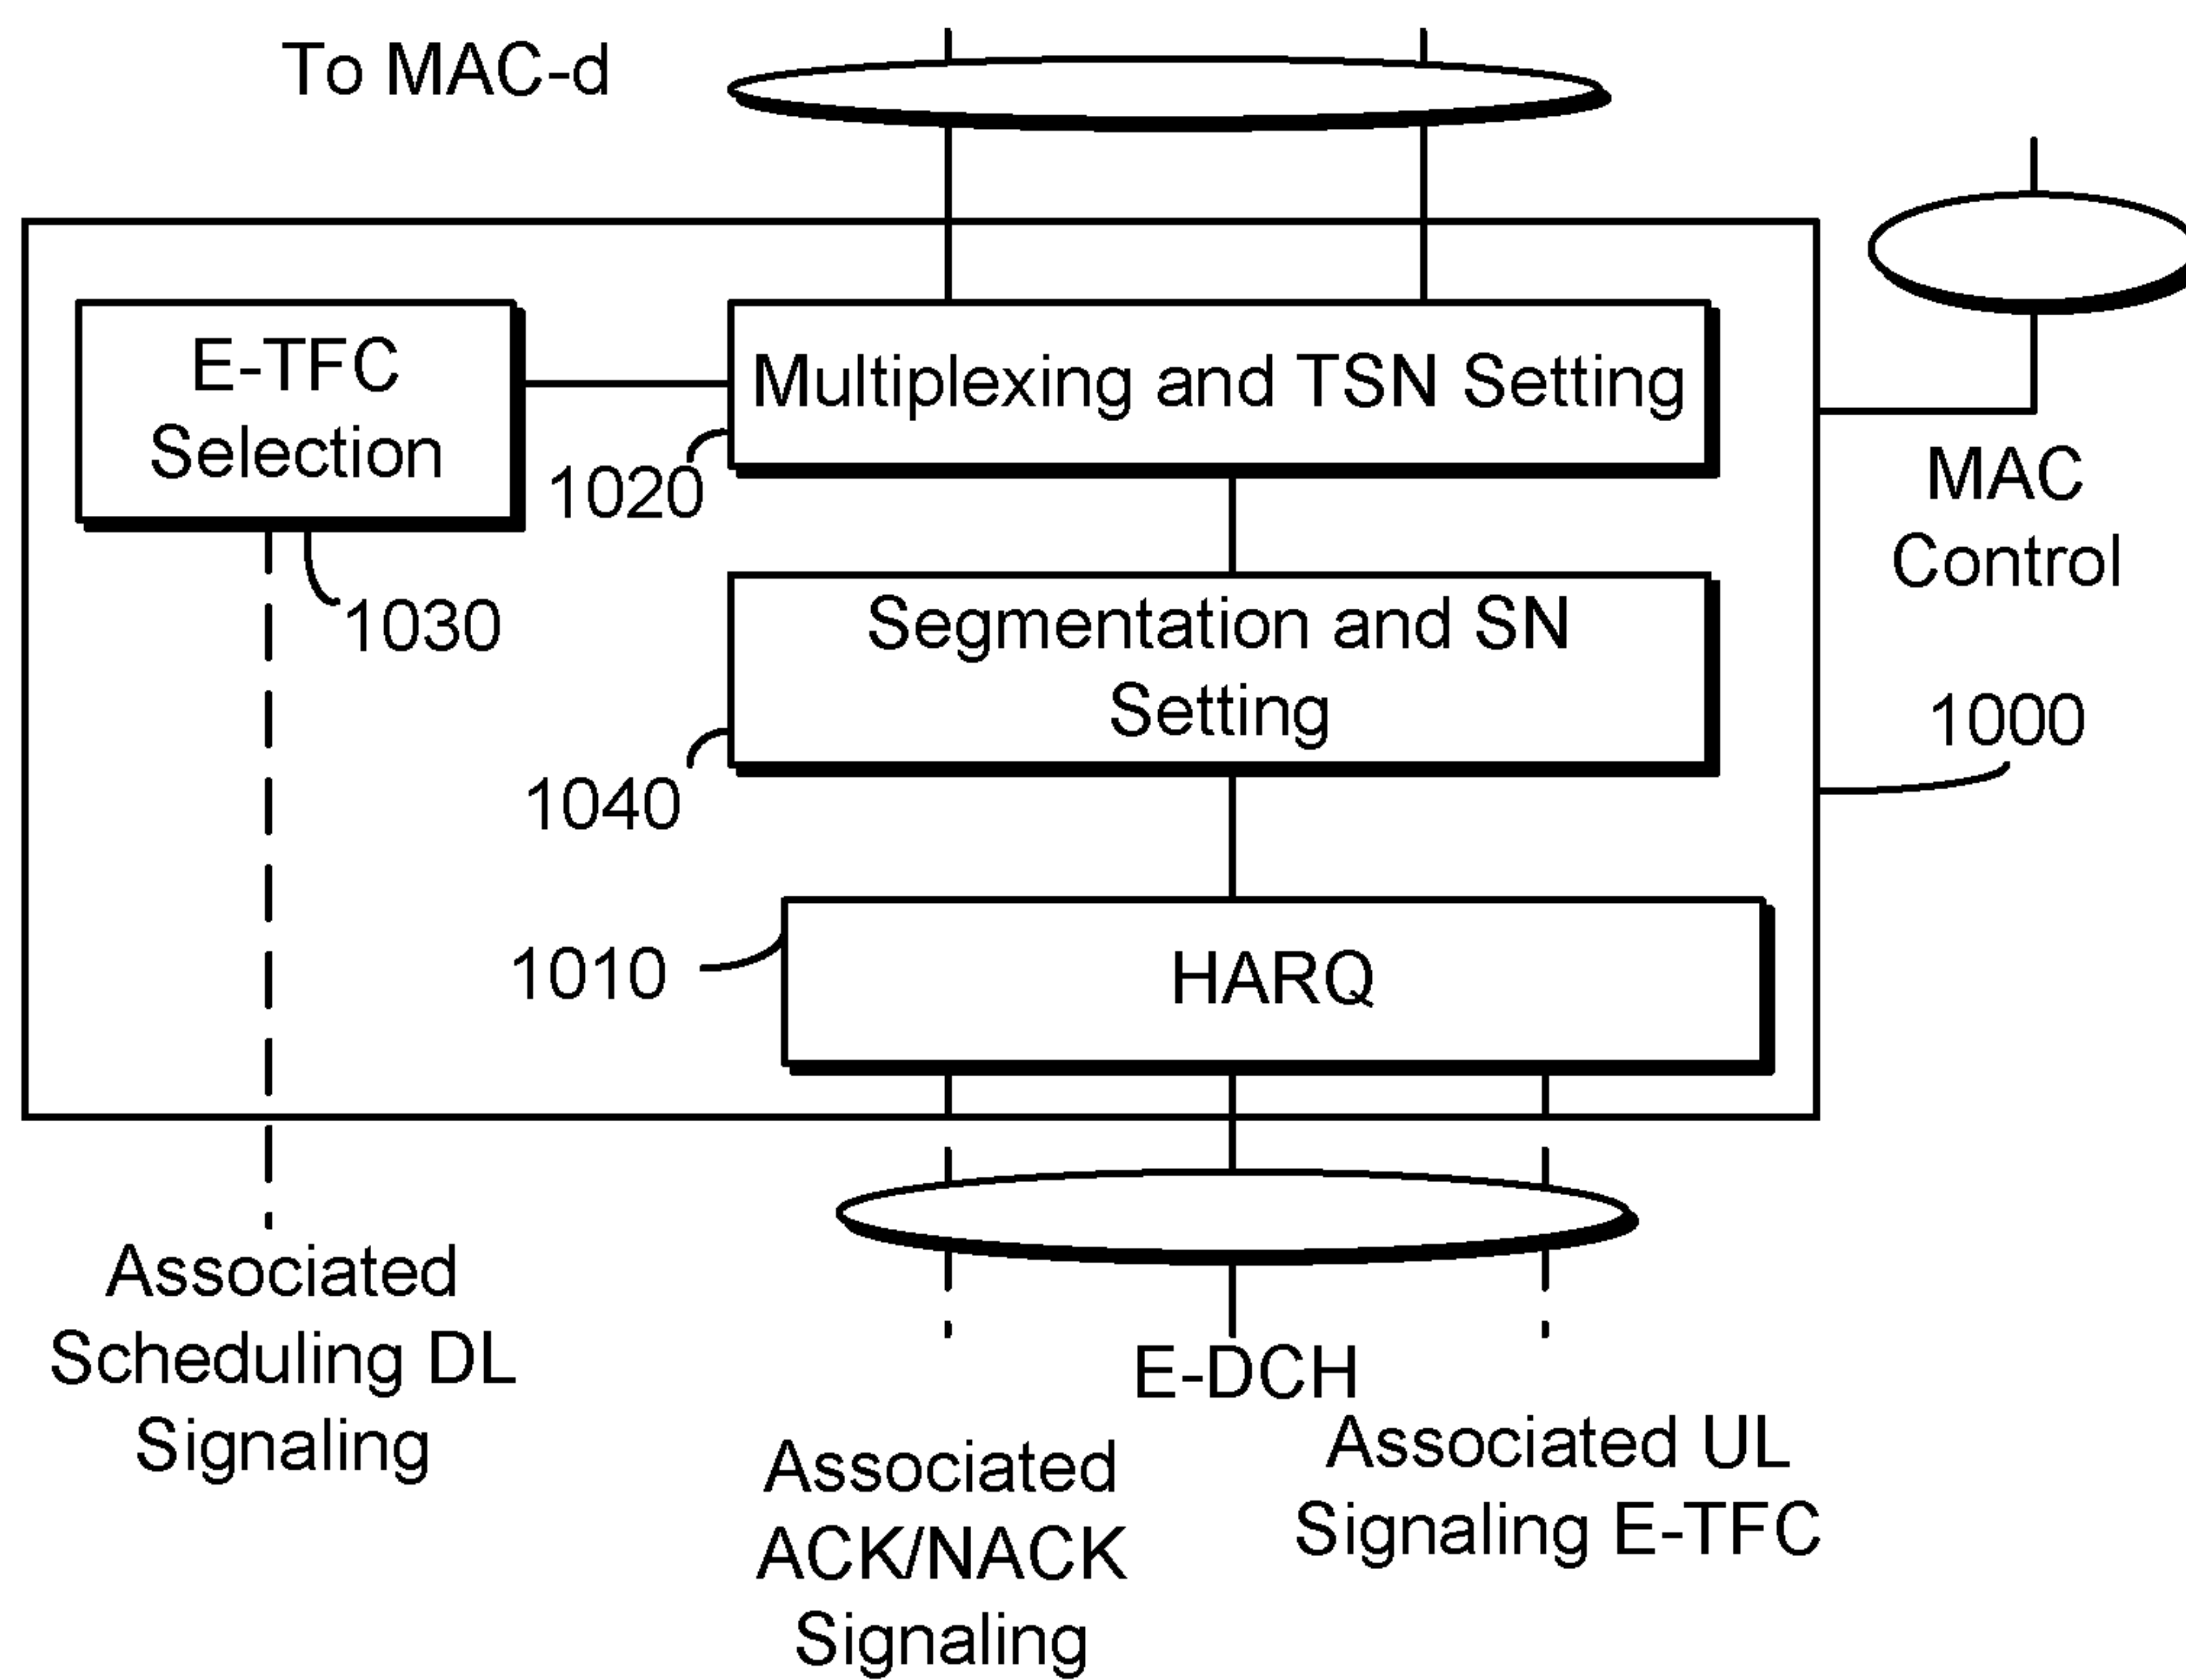 To MAC-d
E-TFC
Selection
Multiplexing and TSN Setting
1020
1030
MAC
Control
Segmentation and SN
Setting
1040
1000
1010
HARQ
Associated
Scheduling DL
Signaling
E-DCH
Associated
ACK/NACK
Signaling
Associated UL
Signaling E-TFC